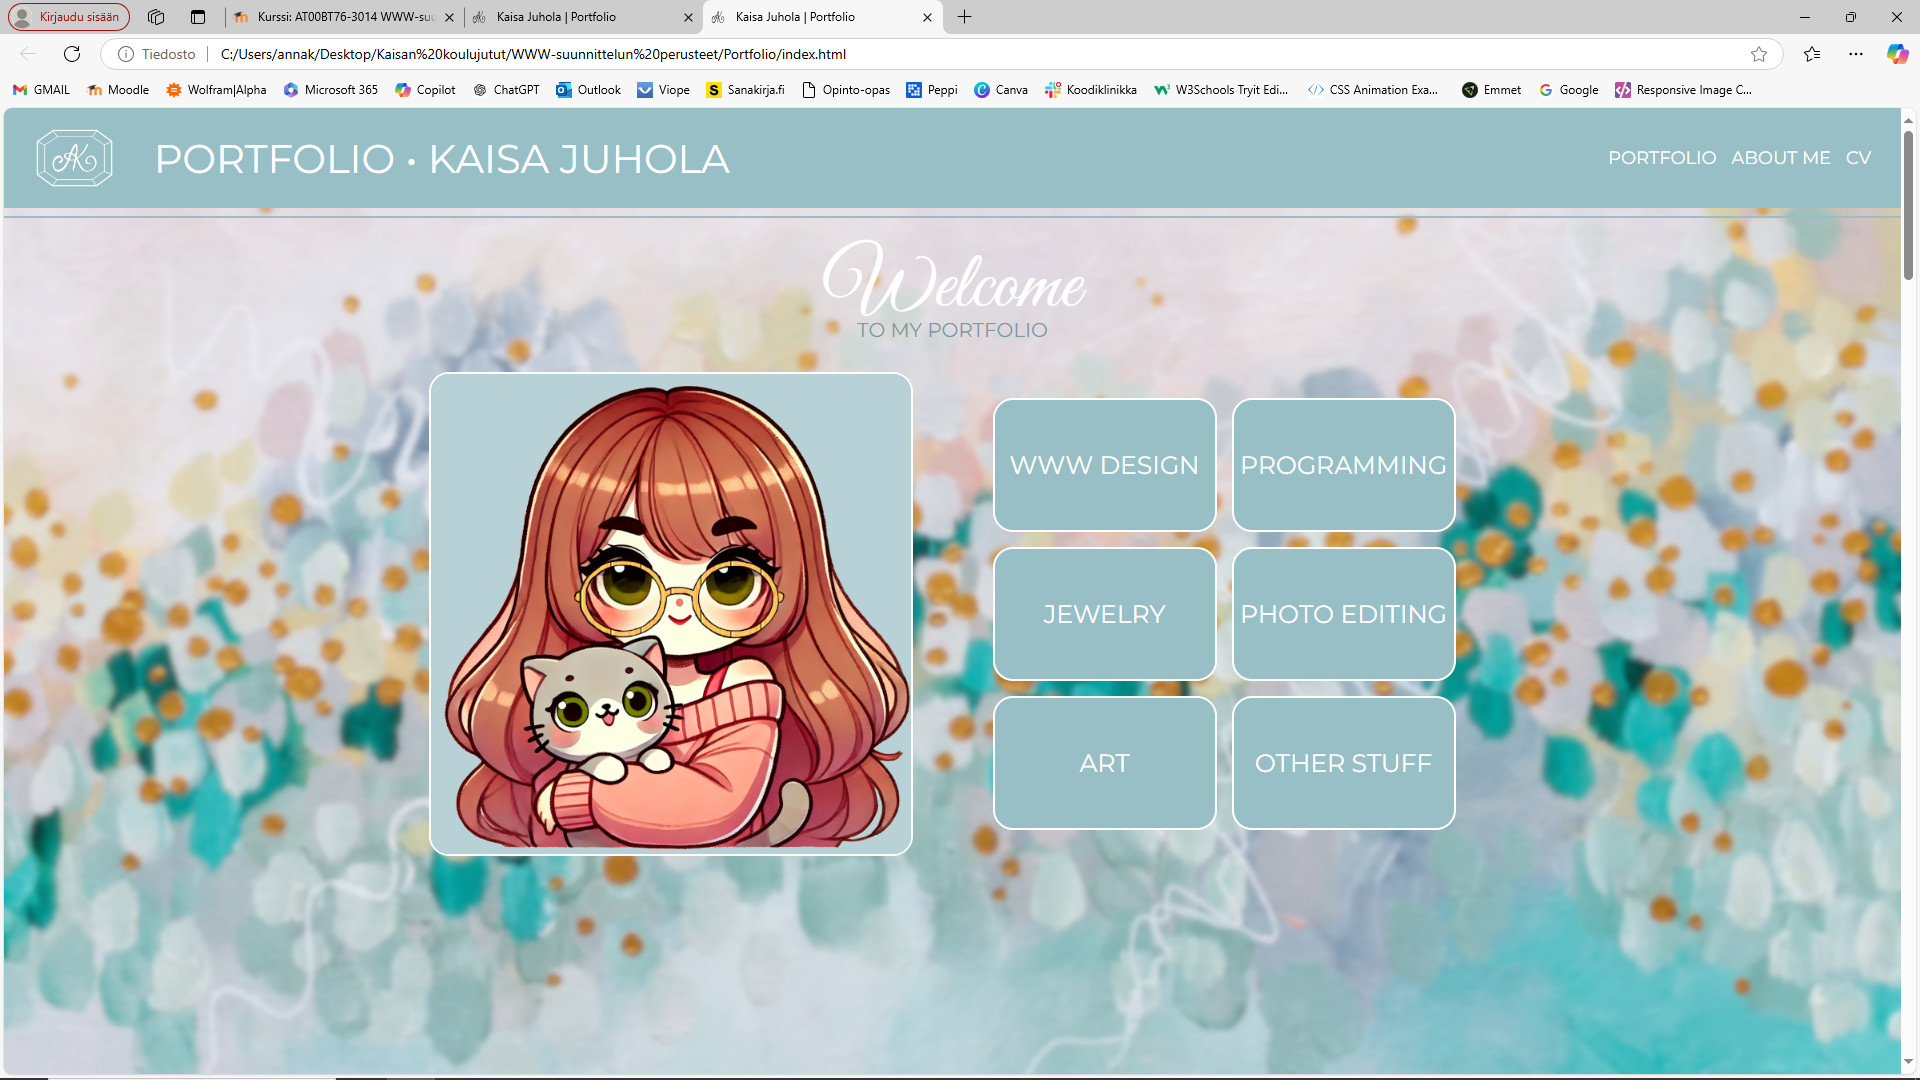 Kirjaudu sisään
Kurssi: AT00BT76-3014 WWW-suu
Kaisa Juhola | Portfolio
Kaisa Juhola | Portfolio
Tiedosto
C:/Users/annak/Desktop/Kaisan%20koulujutut/WWW-suunnittelun%20perusteet/Portfolio/index.html
GMAIL
Moodle
Wolfram|Alpha
Microsoft 365
Copilot
ChatGPT
Outlook
Viope
Sanakirja.fi
Opinto-opas
Peppi
Canva
Koodiklinikka
W3Schools Tryit Edi...
CSS Animation Exa...
Emmet
Google
Responsive Image C...
AK
PORTFOLIO • KAISA JUHOLA
PORTFOLIO
ABOUT ME
CV
Welcome
TO MY PORTFOLIO
WWW DESIGN
PROGRAMMING
JEWELRY
PHOTO EDITING
ART
OTHER STUFF